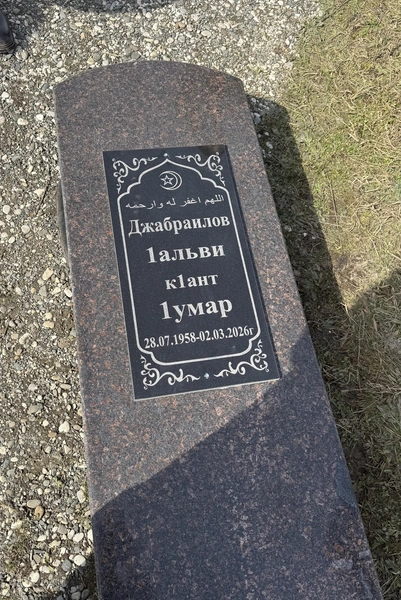 اللهم اغفر له وارحمه
Джабраилов
1альви
к1ант
1умар
28.07.1958-02.03.2026г